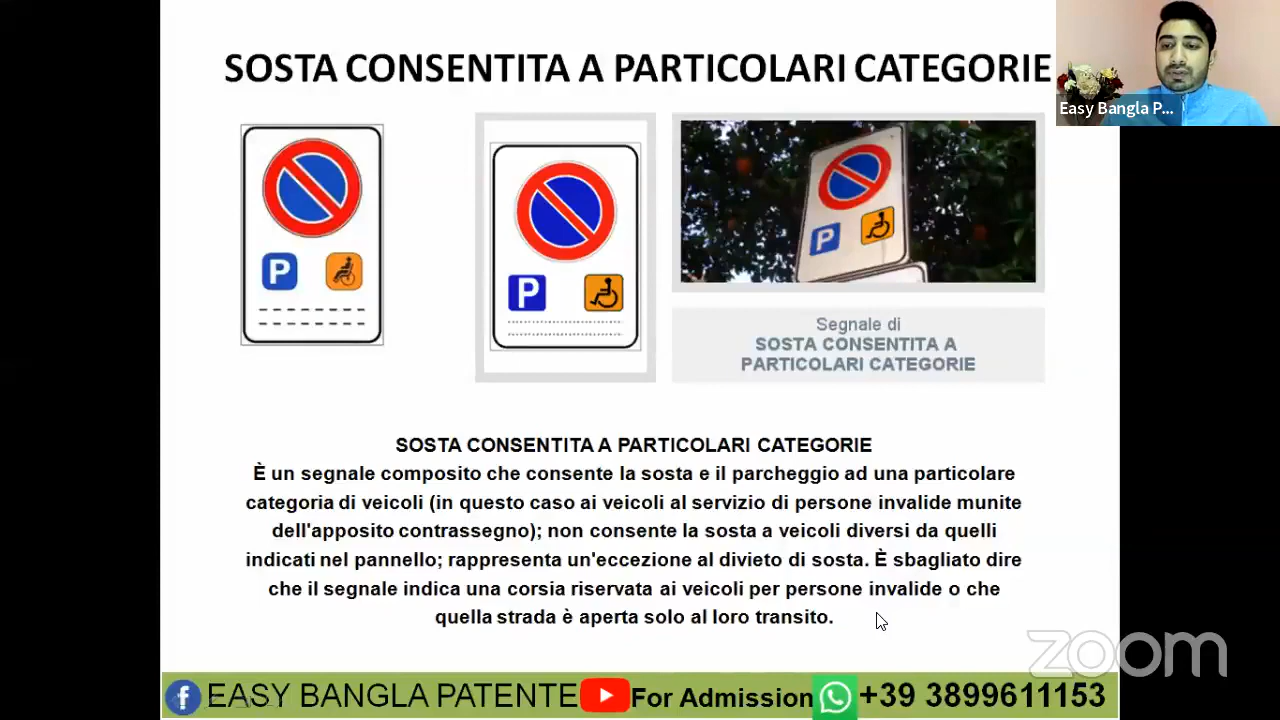 SOSTA CONSENTITA A PARTICOLARI CATEGORIE
Easy Bangla P...
P
P
P
Segnale di
SOSTA CONSENTITA A
PARTICOLARI CATEGORIE
SOSTA CONSENTITA A PARTICOLARI CATEGORIE
È un segnale composito che consente la sosta e il parcheggio ad una particolare
categoria di veicoli (in questo caso ai veicoli al servizio di persone invalide munite
dell'apposito contrassegno); non consente la sosta a veicoli diversi da quelli
indicati nel pannello; rappresenta un'eccezione al divieto di sosta. È sbagliato dire
che il segnale indica una corsia riservata ai veicoli per persone invalide o che
quella strada è aperta solo al loro transito.
zoom
EASY BANGLA PATENTE For Admission +39 3899611153